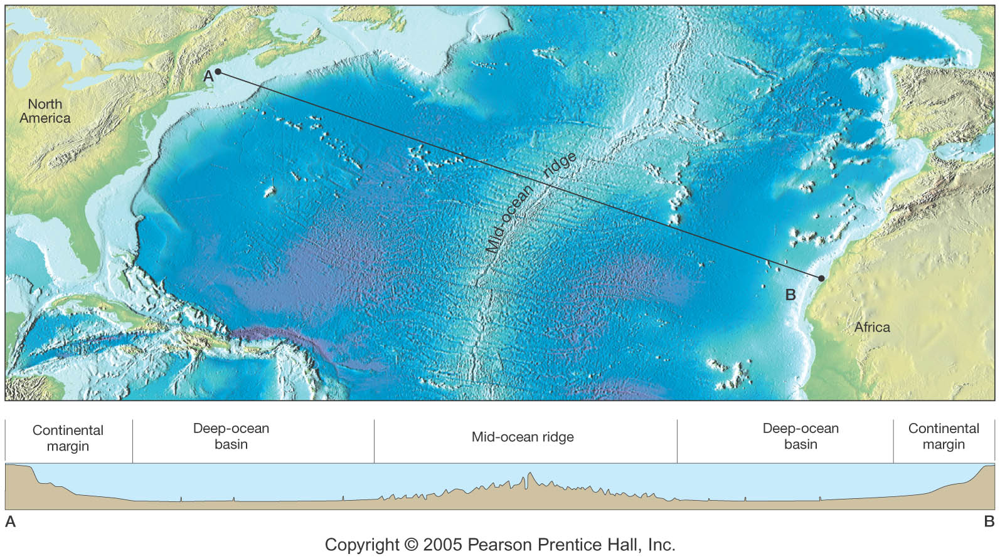 A
North
America
Mid-ocean ridge
B
Africa
Continental
margin
Deep-ocean
basin
Mid-ocean ridge
Deep-ocean
basin
Continental
margin
A
B
Copyright © 2005 Pearson Prentice Hall, Inc.